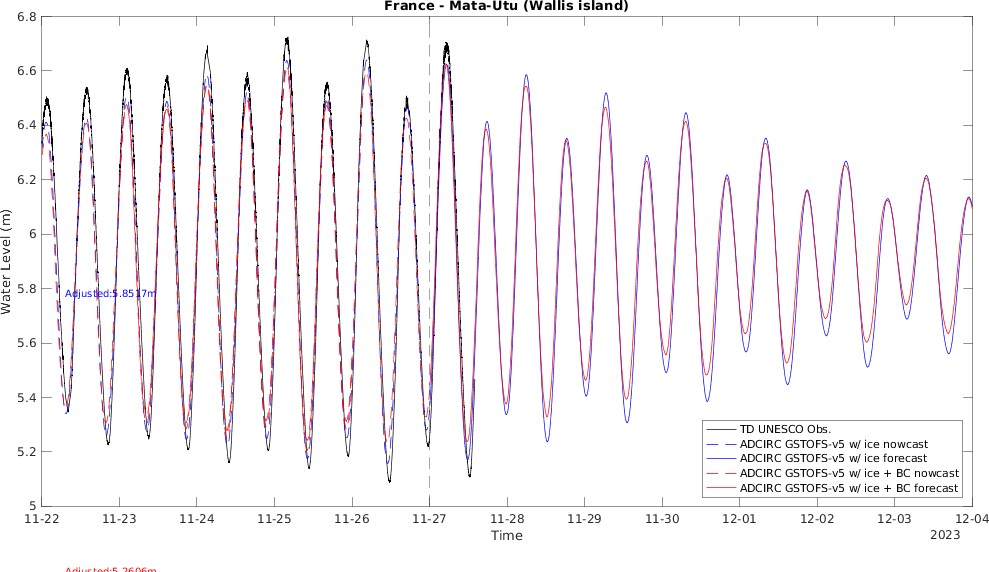 France - Mata-Utu (Wallis island)
6.8
6.6
6.4
6.2
6
5.8
5.6
5.4
5.2
5
Water Level (m)
Adjusted:5.8517m
TD UNESCO Obs.
ADCIRC GSTOFS-v5 w/ ice nowcast
ADCIRC GSTOFS-v5 w/ ice forecast
ADCIRC GSTOFS-v5 w/ ice + BC nowcast
ADCIRC GSTOFS-v5 w/ ice + BC forecast
11-22 11-23 11-24 11-25 11-26 11-27 11-28 11-29 11-30 12-01 12-02 12-03 12-04
Time
2023
Adjusted:5.2606m